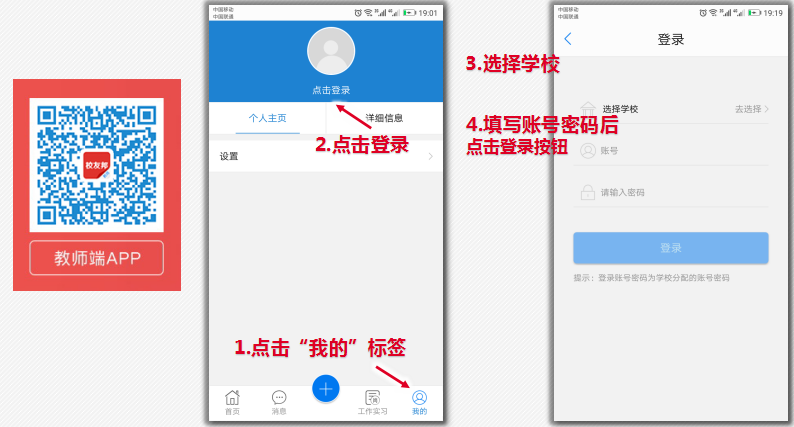 校友邦
教师端APP
中国移动
中国联通
19:01
点击登录
个人主页
详细信息
2.点击登录
设置
1.点击“我的”标签
首页
消息
工作实习
我的
中国移动
中国联通
19:19
登录
3.选择学校
选择学校
去选择
4.填写账号密码后
点击登录按钮
账号
请输入密码
登录
提示：登录账号密码为学校分配的账号密码